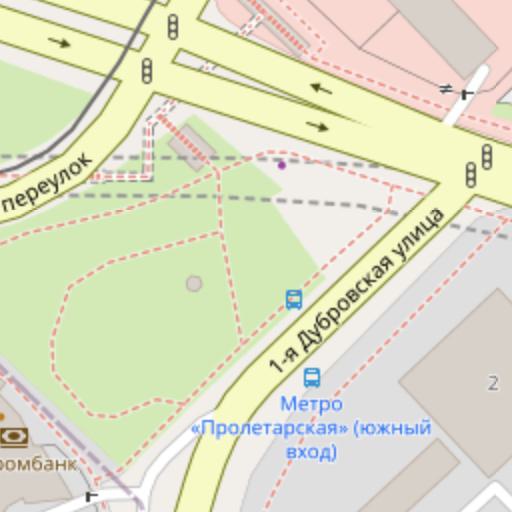 переулок
1-я Дубровская улица
2
Метро
«Пролетарская» (южный
вход)
ромбанк